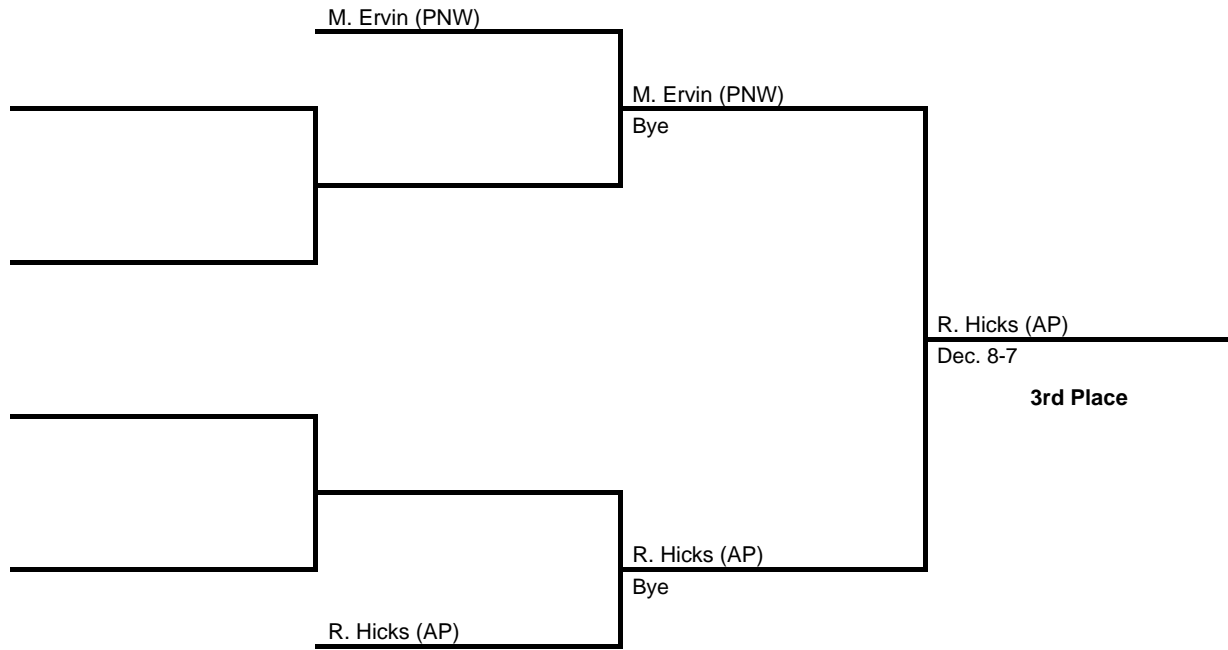 M. Ervin (PNW)
M. Ervin (PNW)
Bye
R. Hicks (AP)
Dec. 8-7
3rd Place
R. Hicks (AP)
Bye
R. Hicks (AP)